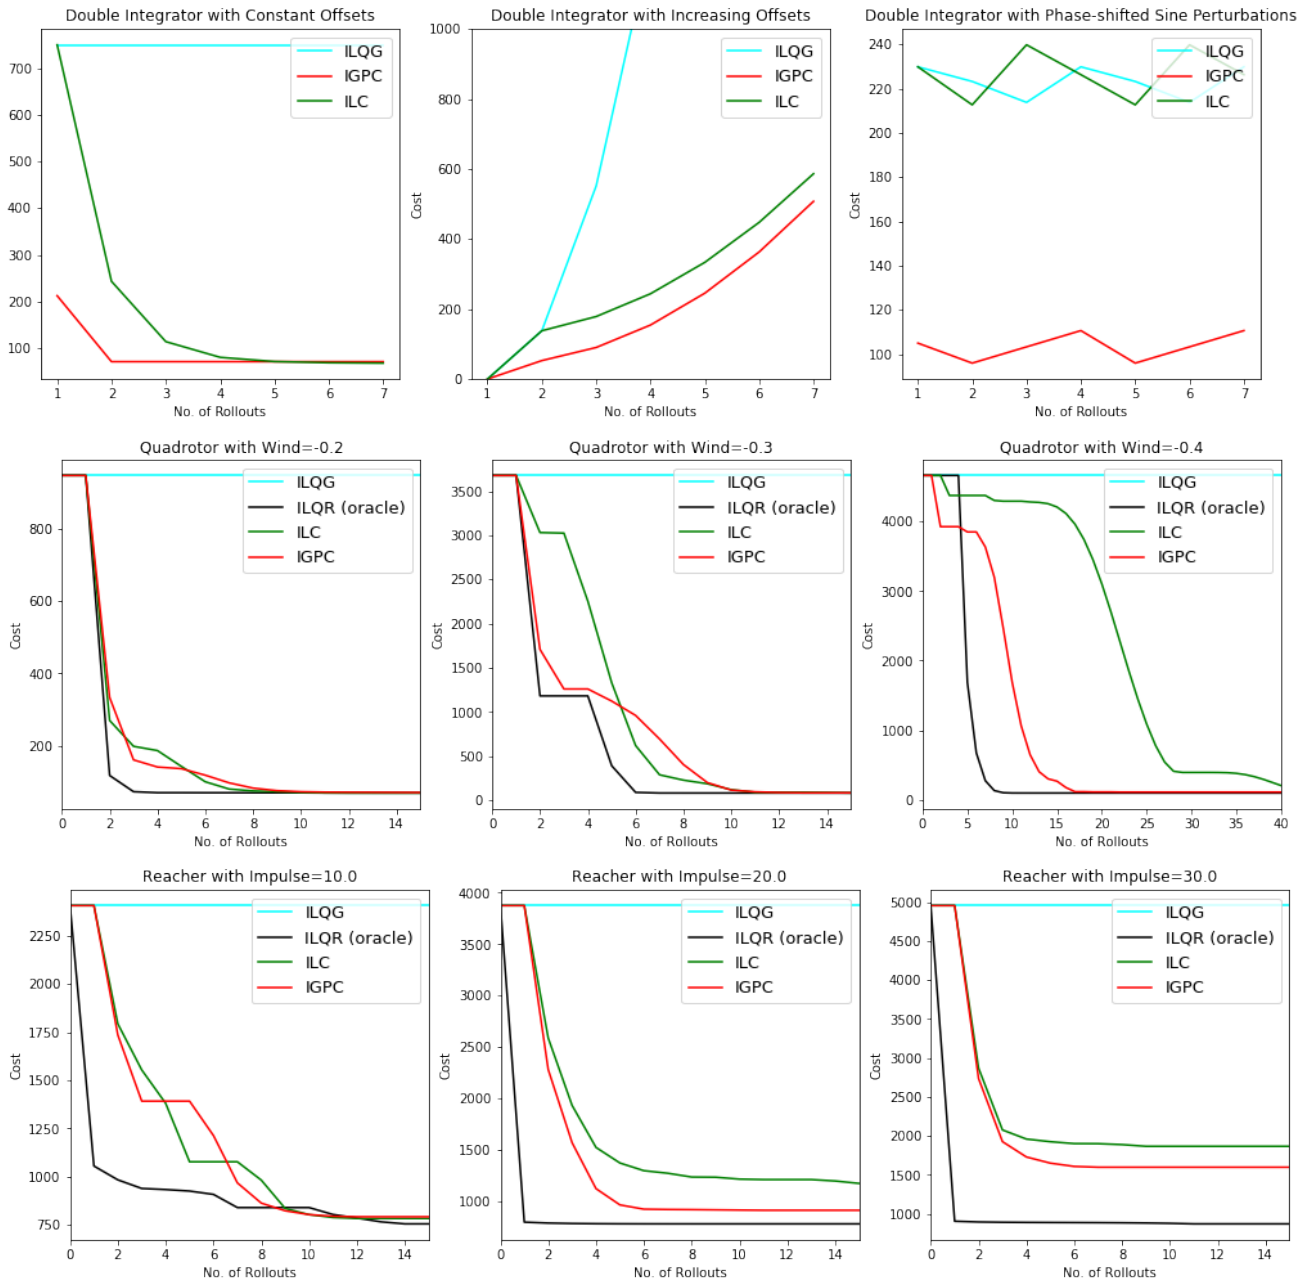 Double Integrator with Constant Offsets
700
600
500
400
300
200
100
1 2 3 4 5 6 7
No. of Rollouts
ILQG
IGPC
ILC
Double Integrator with Increasing Offsets
Cost
1000
800
600
400
200
0
1 2 3 4 5 6 7
No. of Rollouts
ILQG
IGPC
ILC
Double Integrator with Phase-shifted Sine Perturbations
Cost
240
220
200
180
160
140
120
100
1 2 3 4 5 6 7
No. of Rollouts
ILQG
IGPC
ILC
Quadrotor with Wind=-0.2
Cost
800
600
400
200
0 2 4 6 8 10 12 14
No. of Rollouts
ILQG
ILQR (oracle)
ILC
IGPC
Quadrotor with Wind=-0.3
Cost
3500
3000
2500
2000
1500
1000
500
0
0 2 4 6 8 10 12 14
No. of Rollouts
ILQG
ILQR (oracle)
ILC
IGPC
Quadrotor with Wind=-0.4
Cost
4000
3000
2000
1000
0
0 5 10 15 20 25 30 35 40
No. of Rollouts
ILQG
ILQR (oracle)
ILC
IGPC
Reacher with Impulse=10.0
Cost
2250
2000
1750
1500
1250
1000
750
0 2 4 6 8 10 12 14
No. of Rollouts
ILQG
ILQR (oracle)
ILC
IGPC
Reacher with Impulse=20.0
Cost
4000
3500
3000
2500
2000
1500
1000
0 2 4 6 8 10 12 14
No. of Rollouts
ILQG
ILQR (oracle)
ILC
IGPC
Reacher with Impulse=30.0
Cost
5000
4500
4000
3500
3000
2500
2000
1500
1000
0 2 4 6 8 10 12 14
No. of Rollouts
ILQG
ILQR (oracle)
ILC
IGPC